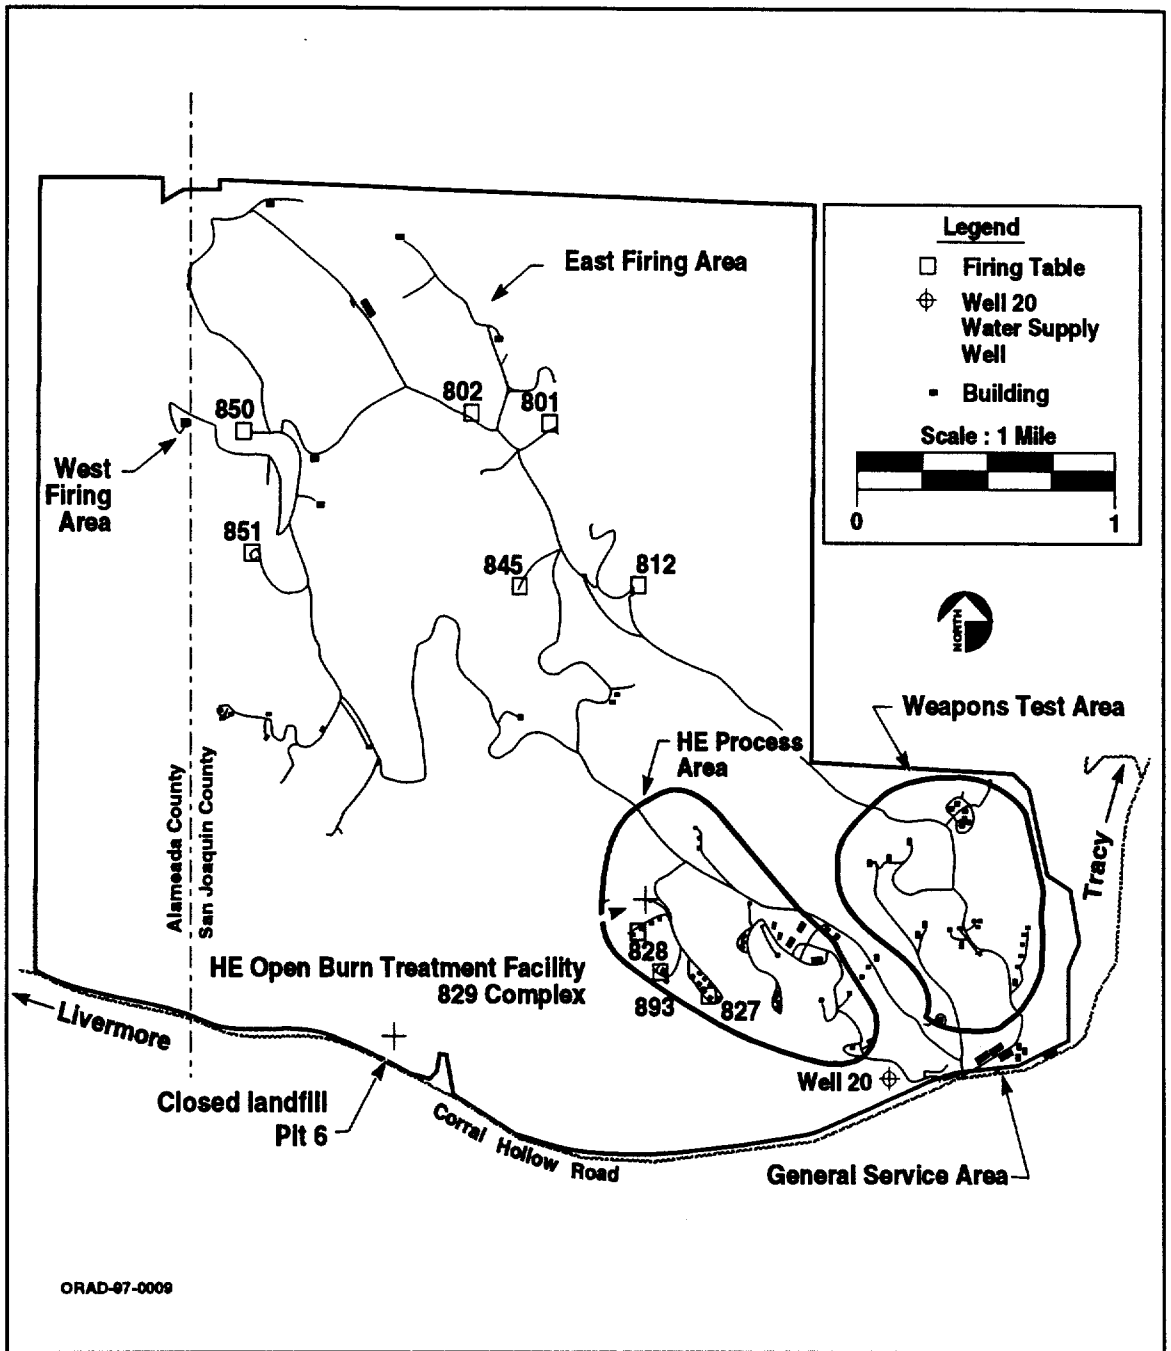 Legend
Firing Table
Well 20
Water Supply
Well
Building
Scale : 1 Mile
0 1
NORTH
East Firing Area
802
801
850
West
Firing
Area
851
845
812
Weapons Test Area
HE Process
Area
Alameda County
San Joaquin County
Tracy
828
HE Open Burn Treatment Facility
829 Complex
893
827
Livermore
Well 20
Closed landfill
Pit 6
Corral Hollow Road
General Service Area
ORAD-97-0009